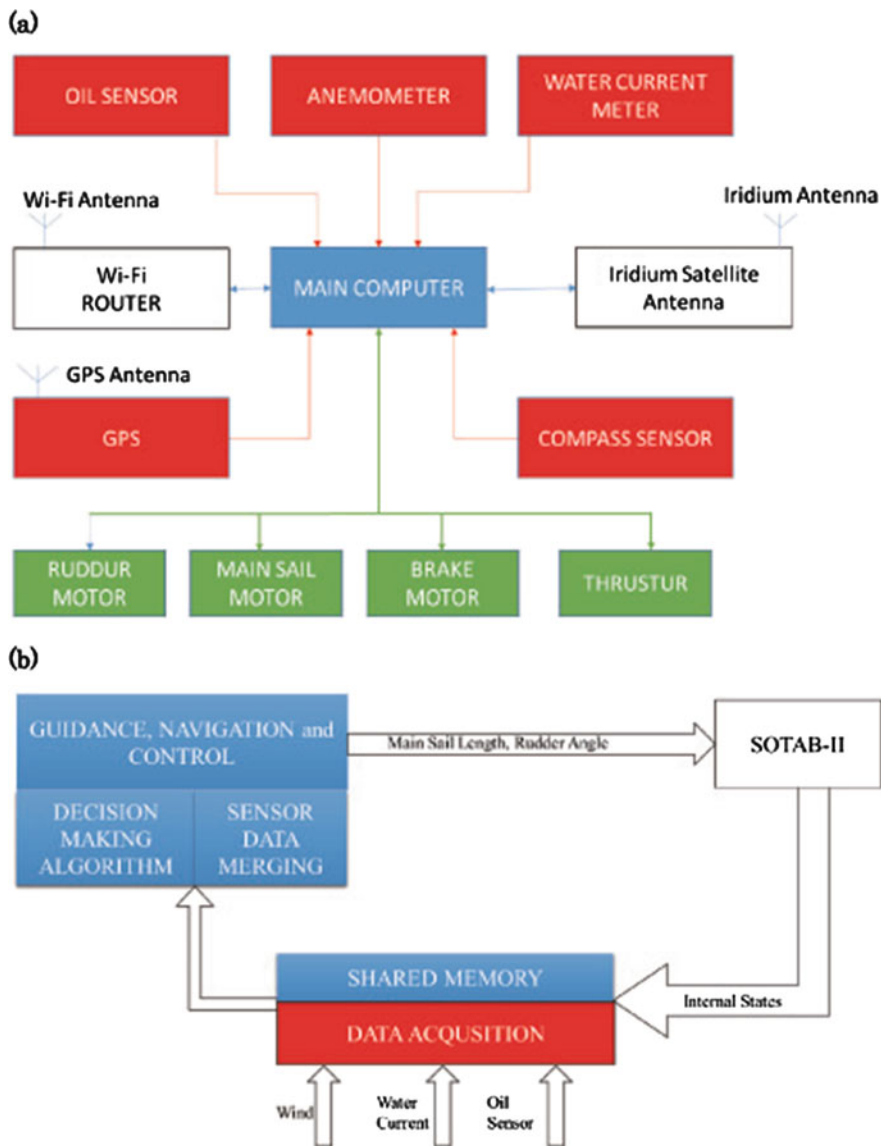 (a)
OIL SENSOR
ANEMOMETER
WATER CURRENT
METER
Wi-Fi Antenna
Iridium Antenna
Wi-Fi
ROUTER
MAIN COMPUTER
Iridium Satellite
Antenna
GPS Antenna
GPS
COMPASS SENSOR
RUDDUR
MOTOR
MAIN SAIL
MOTOR
BRAKE
MOTOR
THRUSTUR
(b)
GUIDANCE, NAVIGATION and
CONTROL
Main Sail Length, Rudder Angle
SOTAB-II
DECISION
MAKING
ALGORITHM
SENSOR
DATA
MERGING
SHARED MEMORY
Internal States
DATA ACQUSITION
Wind
Water
Current
Oil
Sensor